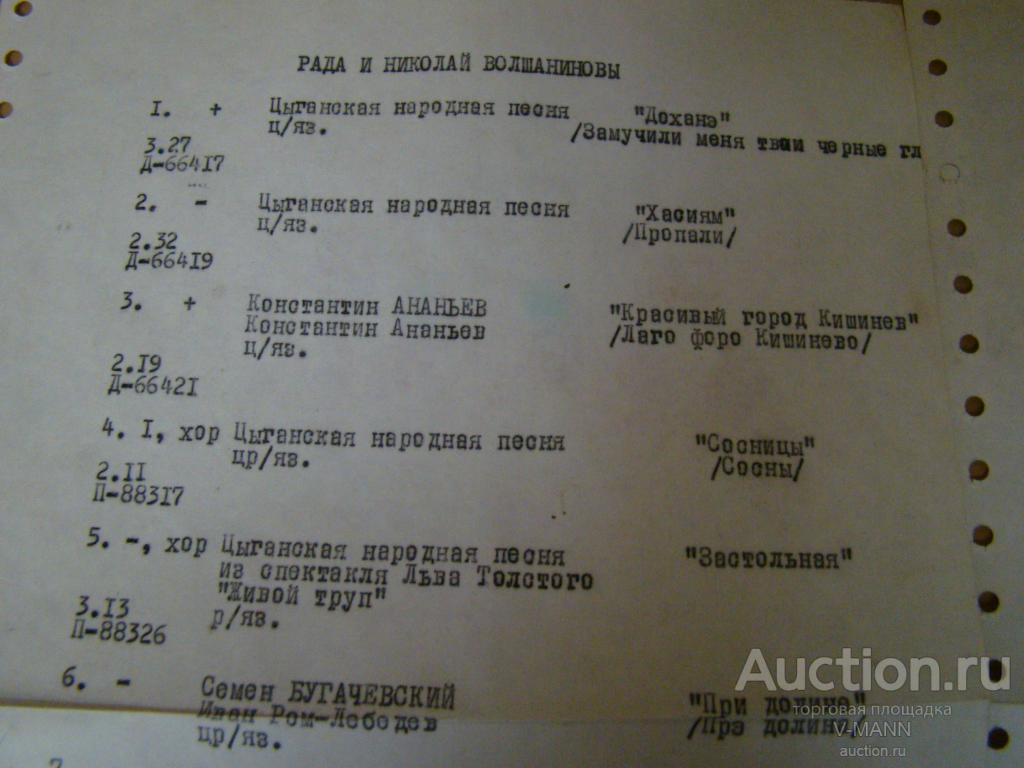 РАДА И НИКОЛАЙ ВОЛШАНИНОВЫ
I. + Цыганская народная песня "Доханэ"
ц/яз. /Замучили меня твои черные гл
3.27
Д-66417
2. - Цыганская народная песня "Хасиям"
ц/яз. /Пропали/
2.32
Д-66419
3. + Константин АНАНЬЕВ "Красивый город Кишинев"
Константин Ананьев /Лаго форо Кишинево/
ц/яз.
2.19
Д-66421
4. I, хор Цыганская народная песня "Сосницы"
цр/яз. /Сосны/
2.II
П-88317
5. -, хор Цыганская народная песня "Застольная"
из спектакля Льва Толстого
"Живой труп"
3.13 р/яз.
П-88326
6. - Семен БУГАЧЕВСКИЙ "При долине"
Иван Ром-Лебедев /Прэ долина/
цр/яз.
Auction.ru
торговая площадка
V-MANN
auction.ru